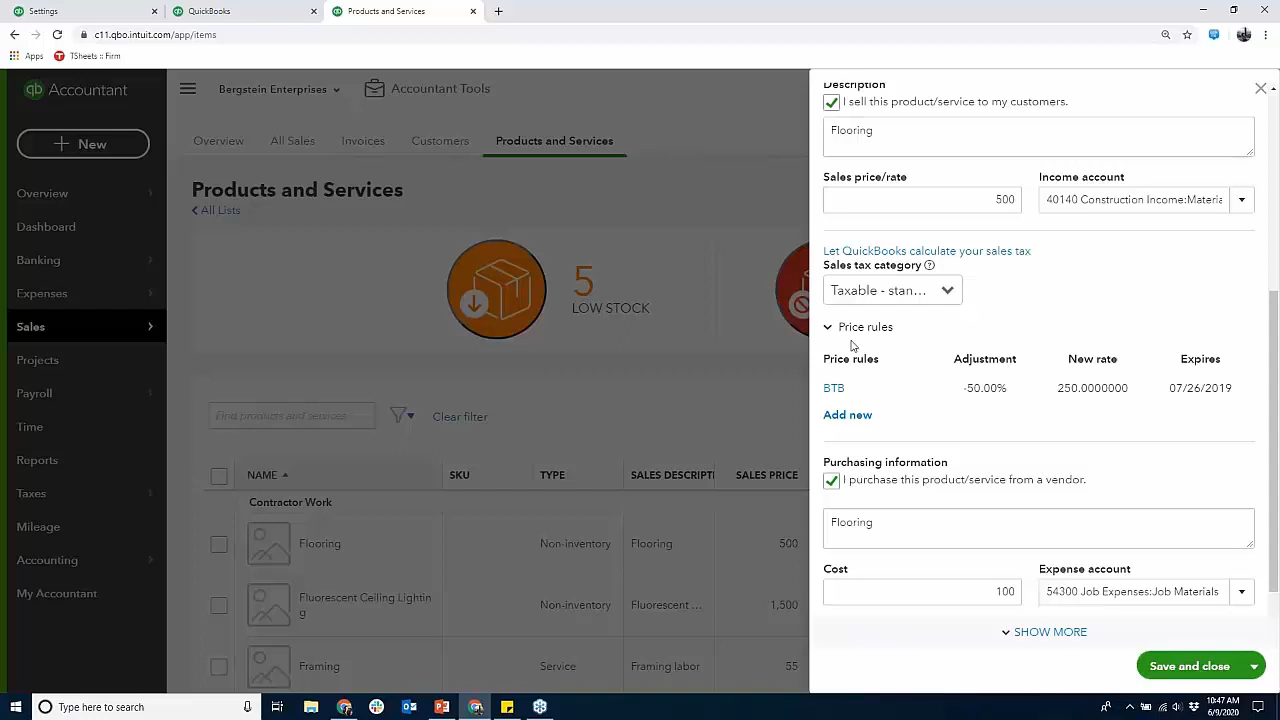 Settings
QuickBooks
Products and Services
c11.qbo.intuit.com/app/items
Apps
TSheets :: Firm
qb Accountant
Bergstein Enterprises
Accountant Tools
New
Overview
All Sales
Invoices
Customers
Products and Services
Overview
Dashboard
Banking
Expenses
Sales
Projects
Payroll
Time
Reports
Taxes
Mileage
Accounting
My Accountant
Products and Services
All Lists
5
LOW STOCK
Find products and services
Clear filter
NAME SKU TYPE SALES DESCRIPTI SALES PRICE
Contractor Work
Flooring Non-inventory Flooring 500
Fluorescent Ceiling Lightin
g Non-inventory Fluorescent ... 1,500
Framing Service Framing labor 55
Description
I sell this product/service to my customers.
Flooring
Sales price/rate Income account
500 40140 Construction Income:Materia
Let QuickBooks calculate your sales tax
Sales tax category
Taxable - stan...
Price rules
Price rules Adjustment New rate Expires
BTB -50.00% 250.0000000 07/26/2019
Add new
Purchasing information
I purchase this product/service from a vendor.
Flooring
Cost Expense account
100 54300 Job Expenses:Job Materials
SHOW MORE
Save and close
Type here to search
10:47 AM
6/9/2020